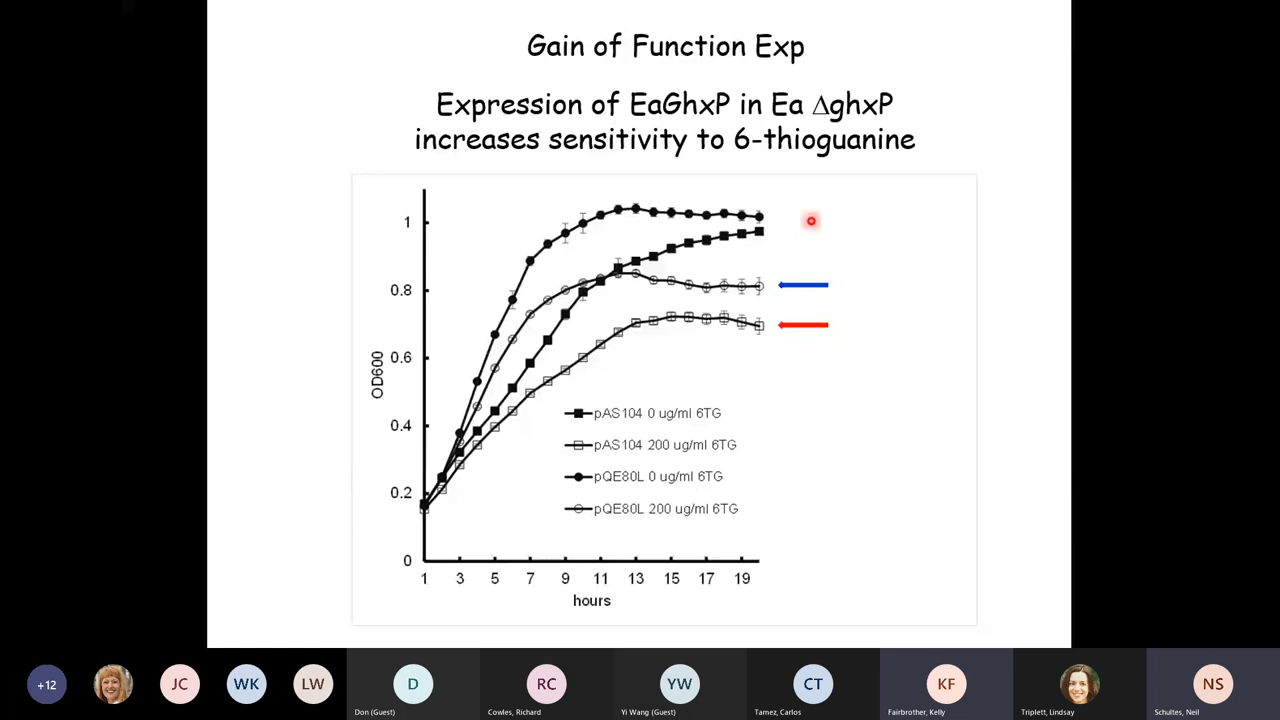 Gain of Function Exp
Expression of EaGhxP in Ea ∆ghxP
increases sensitivity to 6-thioguanine
1
0.8
0.6
0.4
0.2
0
OD600
pAS104 0 ug/ml 6TG
pAS104 200 ug/ml 6TG
pQE80L 0 ug/ml 6TG
pQE80L 200 ug/ml 6TG
1 3 5 7 9 11 13 15 17 19
hours
+12 JC WK LW D RC YW CT KF NS
Don (Guest) Cowles, Richard Yi Wang (Guest) Tamez, Carlos Fairbrother, Kelly Triplett, Lindsay Schultes, Neil